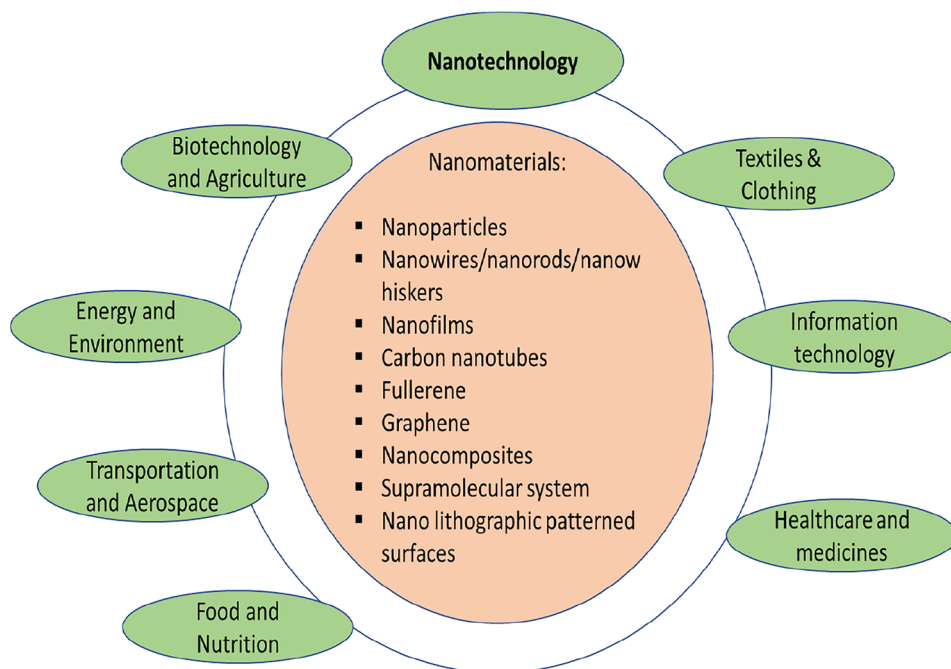 Nanotechnology
Biotechnology
and Agriculture
Textiles &
Clothing
Energy and
Environment
Information
technology
Transportation
and Aerospace
Healthcare and
medicines
Food and
Nutrition
Nanomaterials:
▪ Nanoparticles
▪ Nanowires/nanorods/nanow
hiskers
▪ Nanofilms
▪ Carbon nanotubes
▪ Fullerene
▪ Graphene
▪ Nanocomposites
▪ Supramolecular system
▪ Nano lithographic patterned
surfaces